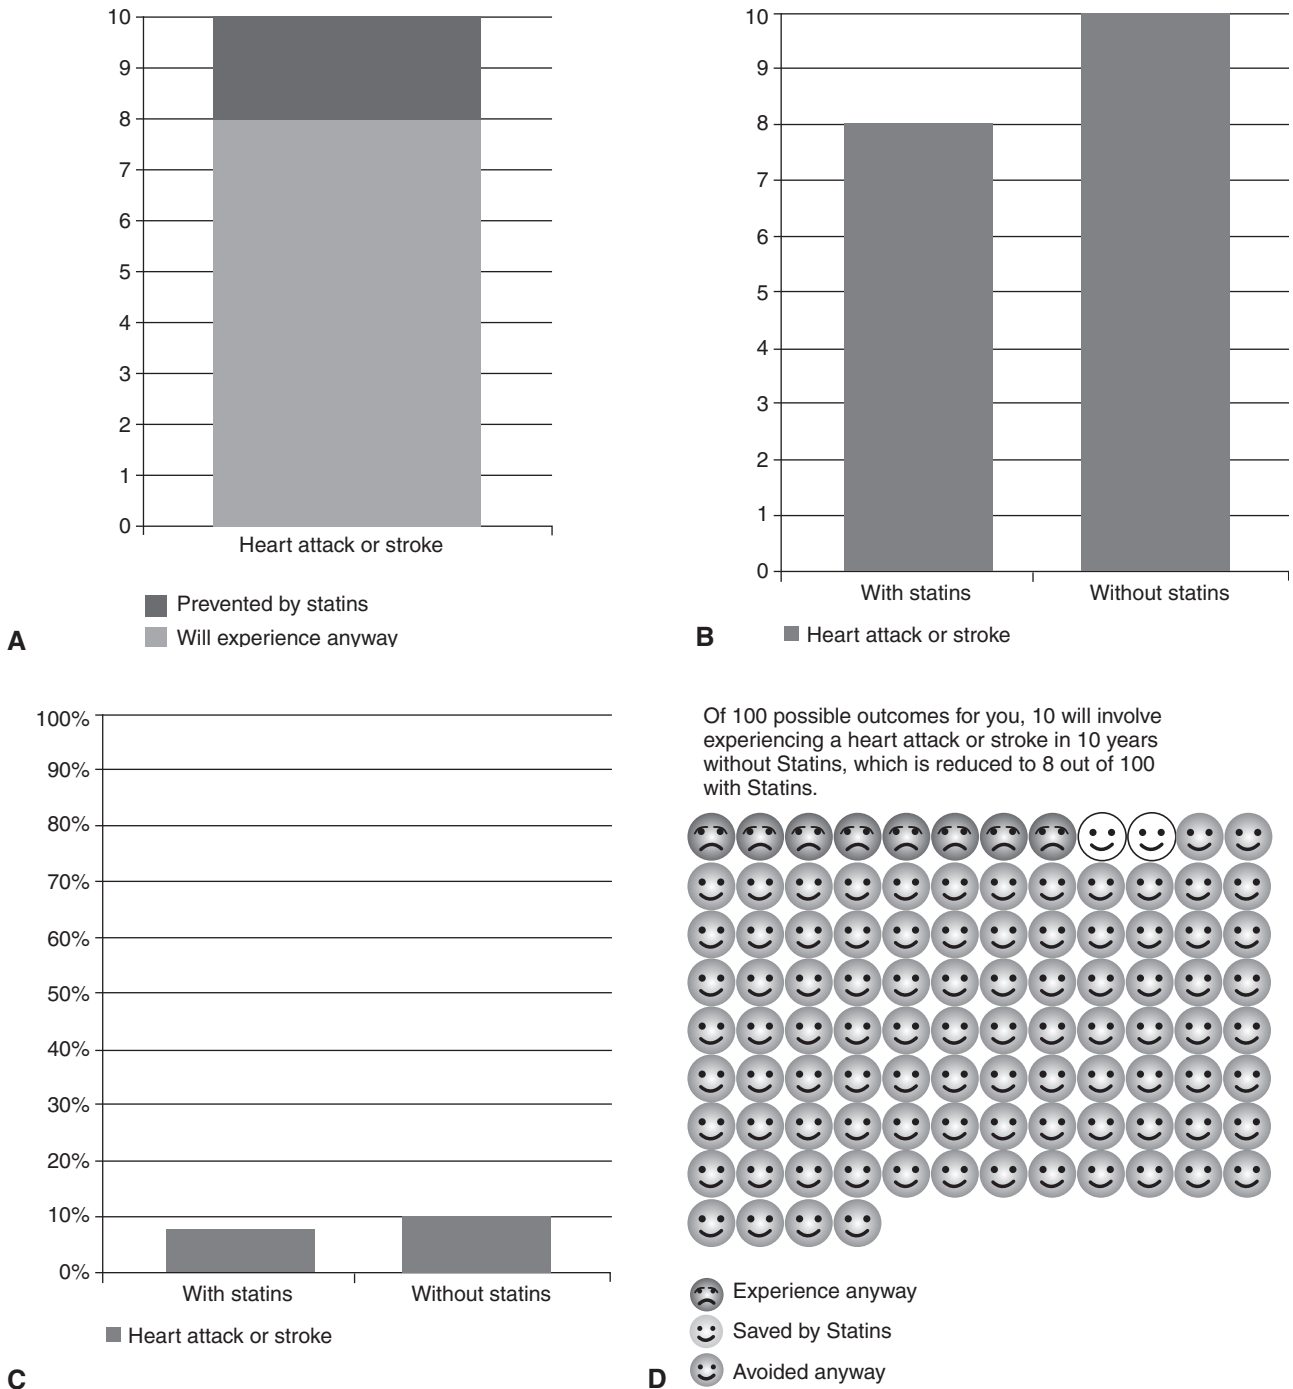 10
9
8
7
6
5
4
3
2
1
0
Heart attack or stroke
Prevented by statins
Will experience anyway
A
10
9
8
7
6
5
4
3
2
1
0
With statins
Without statins
Heart attack or stroke
B
100%
90%
80%
70%
60%
50%
40%
30%
20%
10%
0%
With statins
Without statins
Heart attack or stroke
C
Of 100 possible outcomes for you, 10 will involve
experiencing a heart attack or stroke in 10 years
without Statins, which is reduced to 8 out of 100
with Statins.
Experience anyway
Saved by Statins
Avoided anyway
D